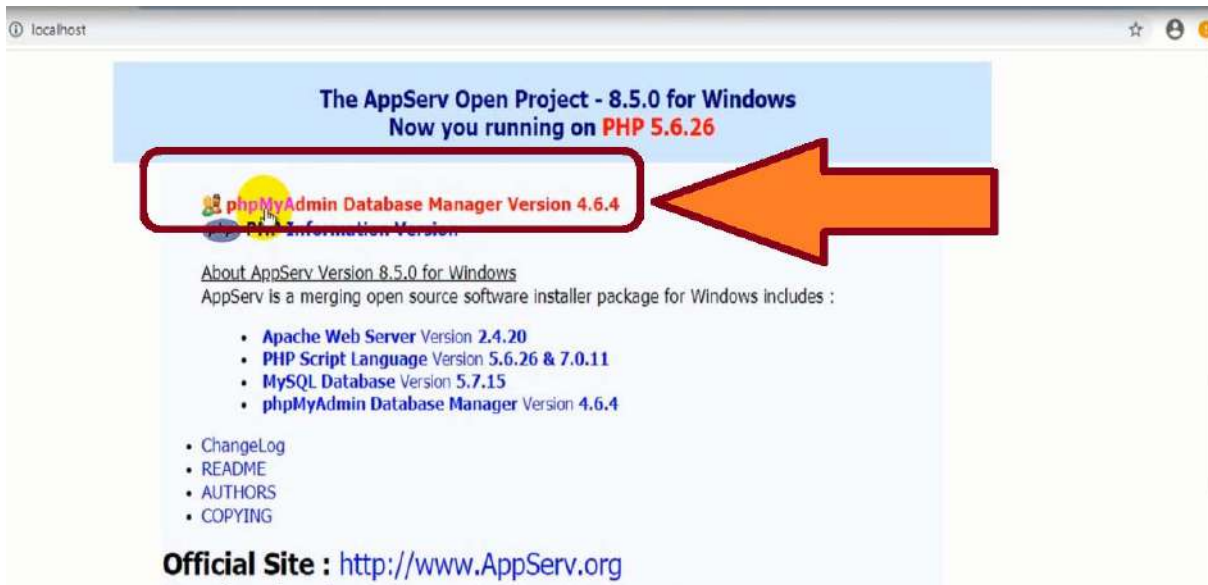 localhost
The AppServ Open Project - 8.5.0 for Windows
Now you running on PHP 5.6.26
phpMyAdmin Database Manager Version 4.6.4
PHP Information Version
About AppServ Version 8.5.0 for Windows
AppServ is a merging open source software installer package for Windows includes :
• Apache Web Server Version 2.4.20
• PHP Script Language Version 5.6.26 & 7.0.11
• MySQL Database Version 5.7.15
• phpMyAdmin Database Manager Version 4.6.4
• ChangeLog
• README
• AUTHORS
• COPYING
Official Site : http://www.AppServ.org